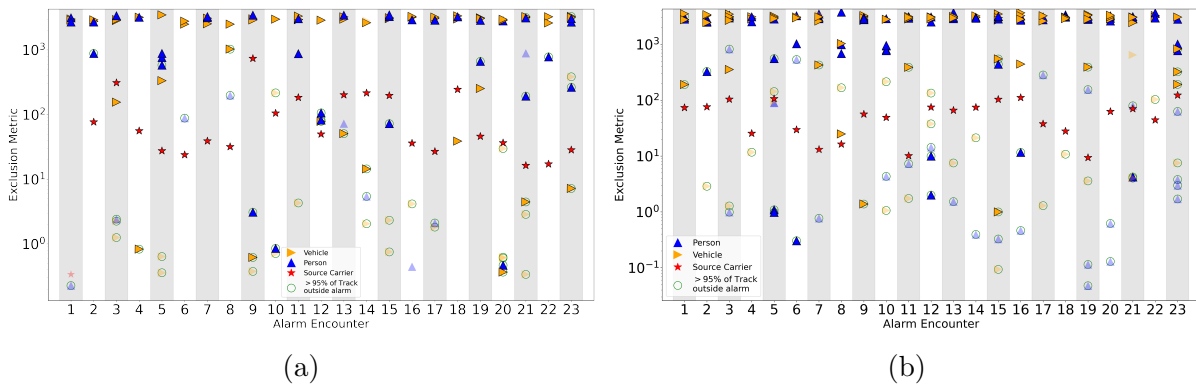 Exclusion Metric
10³
10²
10¹
10⁰
Vehicle
Person
Source Carrier
> 95% of Track
outside alarm
1 2 3 4 5 6 7 8 9 10 11 12 13 14 15 16 17 18 19 20 21 22 23
Alarm Encounter
(a)
Exclusion Metric
10³
10²
10¹
10⁰
10⁻¹
Person
Vehicle
Source Carrier
> 95% of Track
outside alarm
1 2 3 4 5 6 7 8 9 10 11 12 13 14 15 16 17 18 19 20 21 22 23
Alarm Encounter
(b)